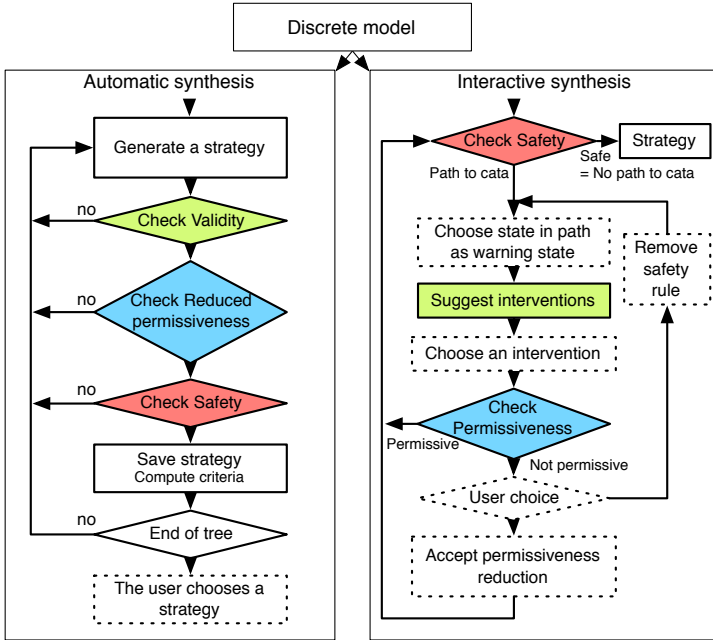 Discrete model
Automatic synthesis
Generate a strategy
no
Check Validity
no
Check Reduced
permissiveness
no
Check Safety
Save strategy
Compute criteria
no
End of tree
The user chooses a
strategy
Interactive synthesis
Check Safety
Strategy
Safe
= No path to cata
Path to cata
Choose state in path
as warning state
Remove
safety
rule
Suggest interventions
Choose an intervention
Check
Permissiveness
Permissive
Not permissive
User choice
Accept permissiveness
reduction